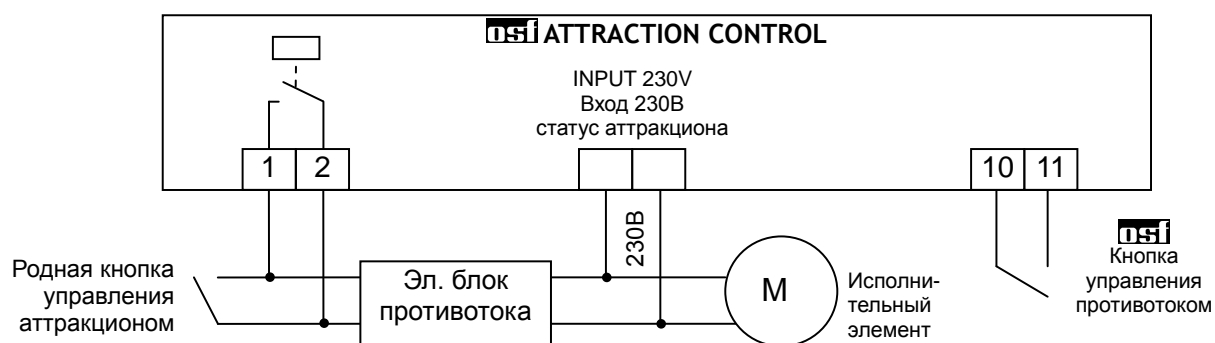 osf ATTRACTION CONTROL
INPUT 230V
Вход 230В
статус аттракциона
1 2
10 11
230В
osf
Кнопка
управления
противотоком
Родная кнопка
управления
аттракционом
Эл. блок
противотока
М
Исполни-
тельный
элемент